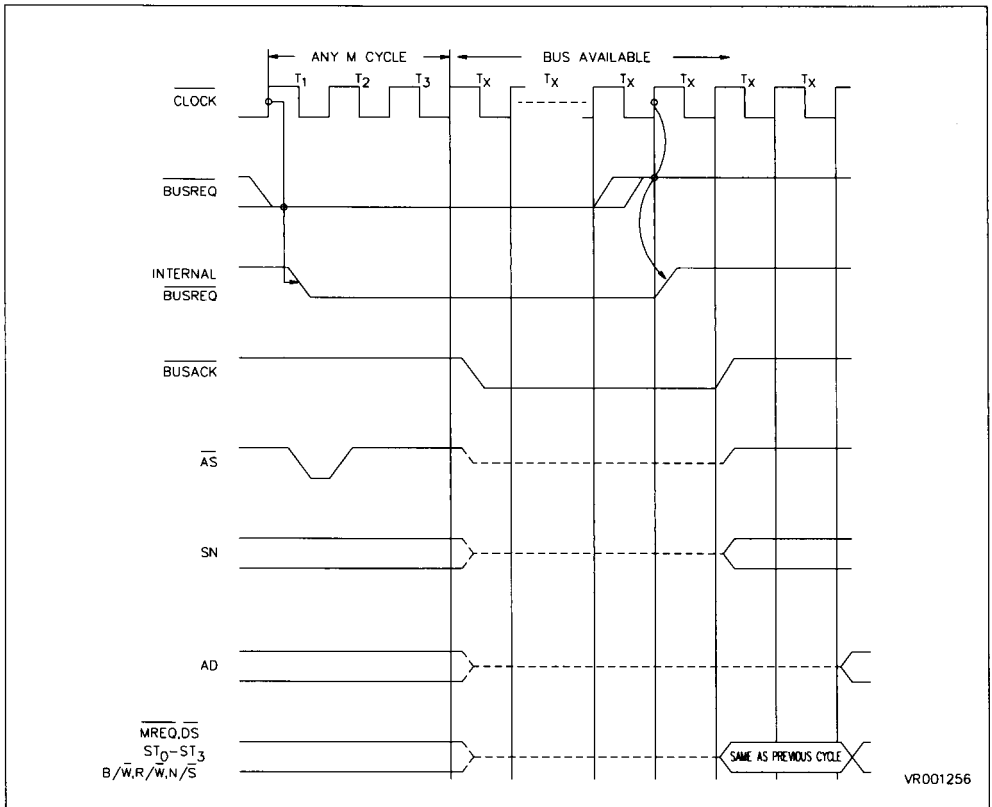 ANY M CYCLE BUS AVAILABLE
T1 T2 T3 TX TX TX TX TX TX
CLOCK
BUSREQ
INTERNAL
BUSREQ
BUSACK
AS
SN
AD
MREQ,DS
ST0–ST3
B/W,R/W,N/S
SAME AS PREVIOUS CYCLE
VR001256